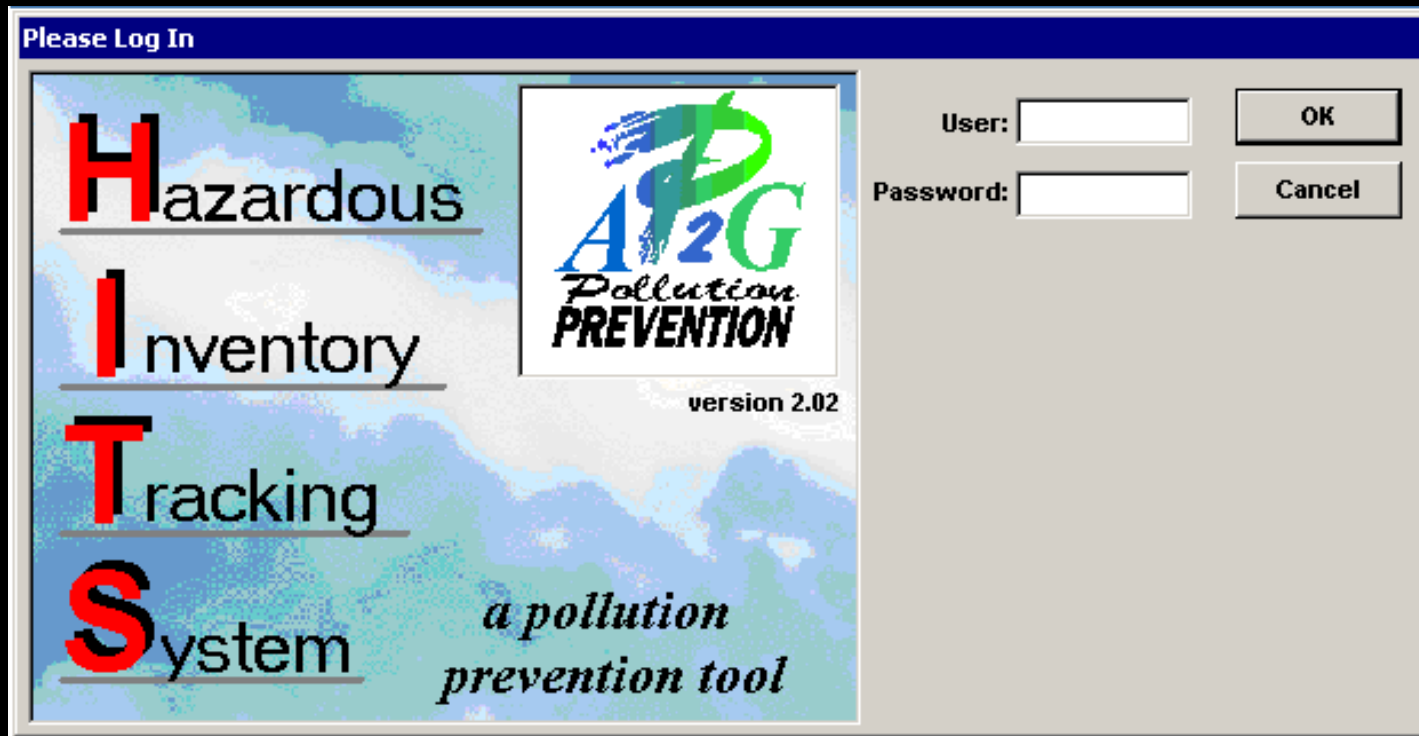 Please Log In
Hazardous
Inventory
Tracking
System
AP2G
Pollution
PREVENTION
version 2.02
a pollution
prevention tool
User:
OK
Password:
Cancel